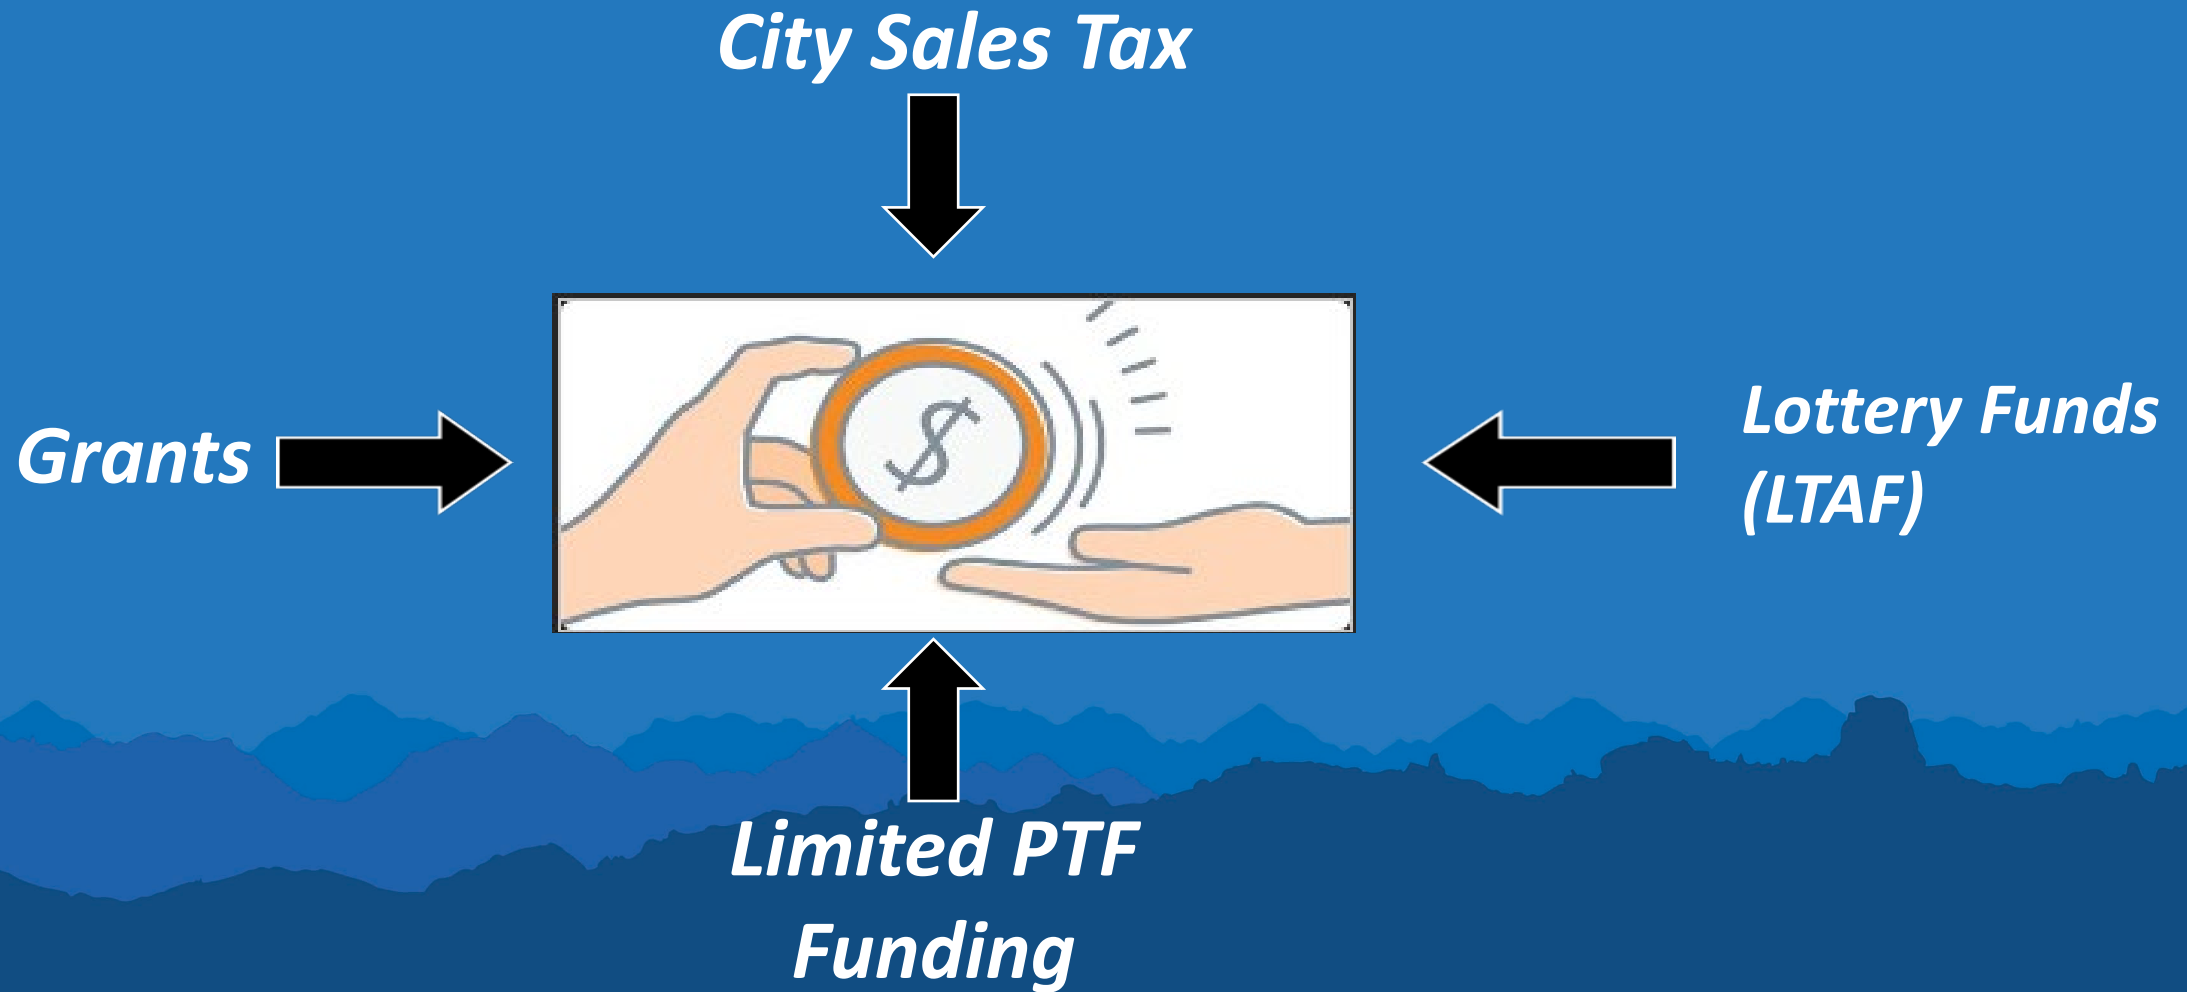 City Sales Tax
Grants
$
Lottery Funds
(LTAF)
Limited PTF
Funding